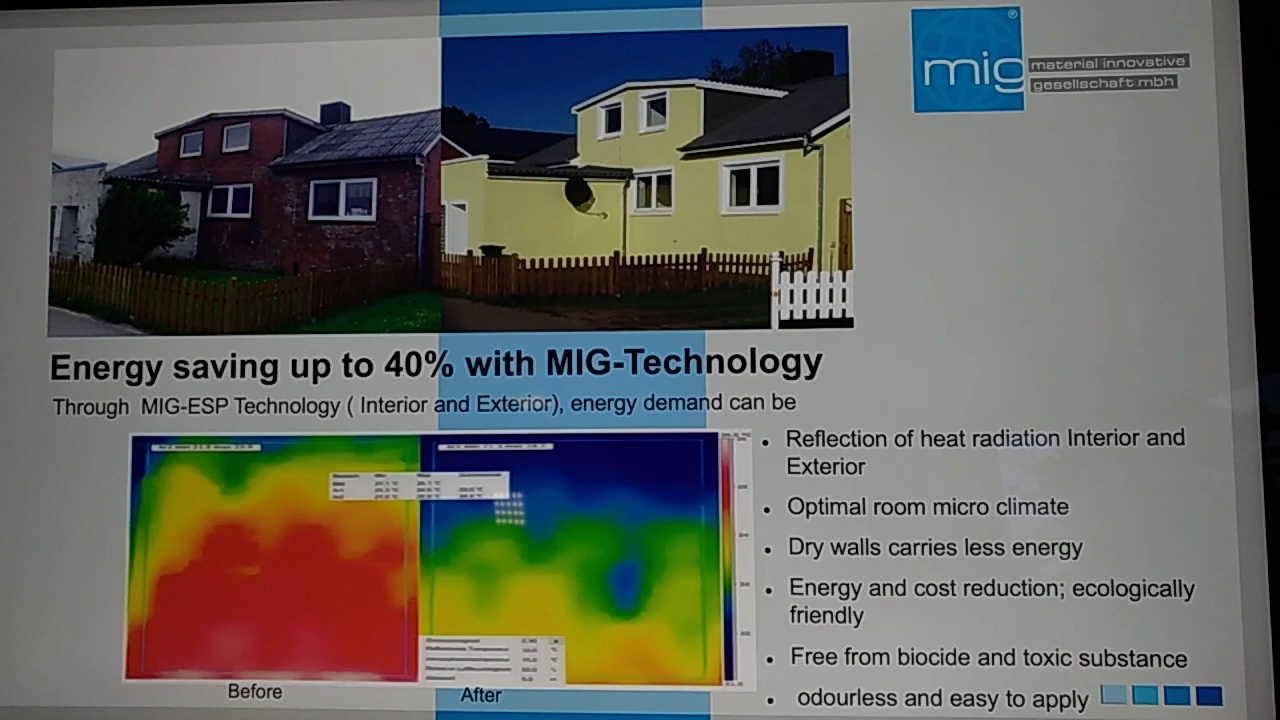 mig®
material innovative
gesellschaft mbh
Energy saving up to 40% with MIG-Technology
Through MIG-ESP Technology ( Interior and Exterior), energy demand can be
• Reflection of heat radiation Interior and
Exterior
• Optimal room micro climate
• Dry walls carries less energy
• Energy and cost reduction; ecologically
friendly
• Free from biocide and toxic substance
• odourless and easy to apply
Before
After